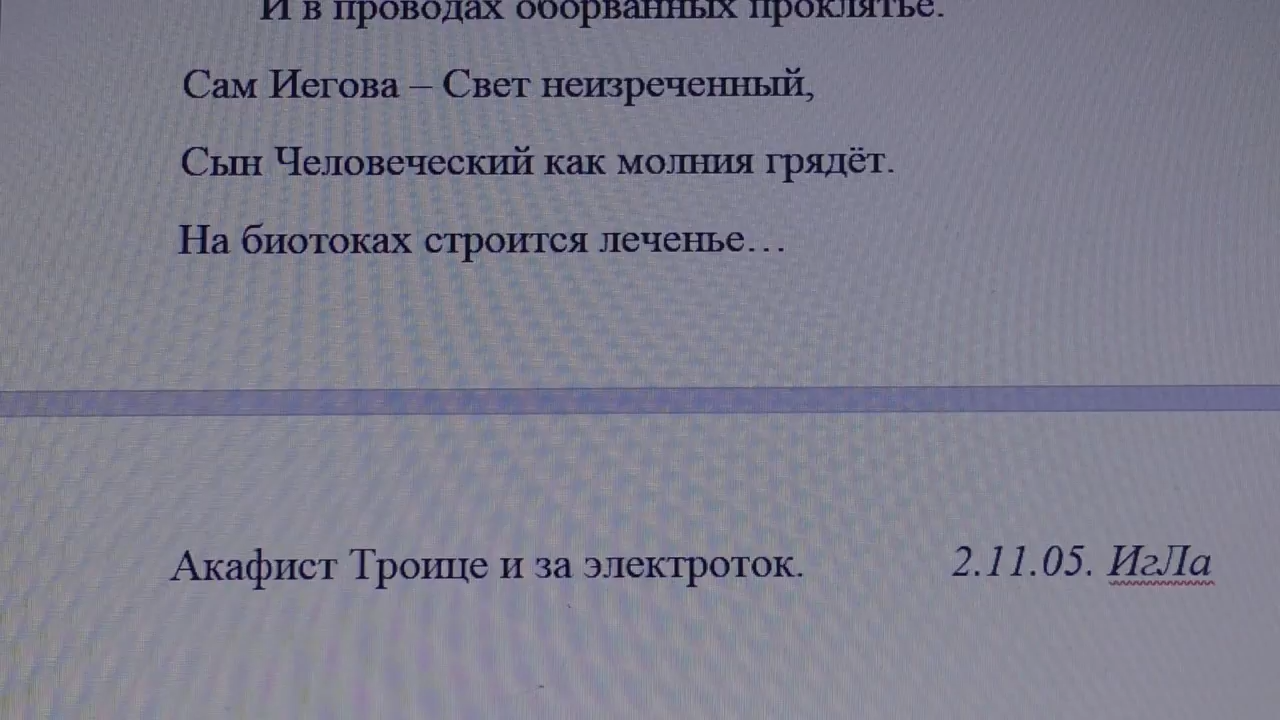 И в проводах оборванных проклятье.
Сам Иегова – Свет неизреченный,
Сын Человеческий как молния грядёт.
На биотоках строится леченье…
Акафист Троице и за электроток. 2.11.05. ИгЛа